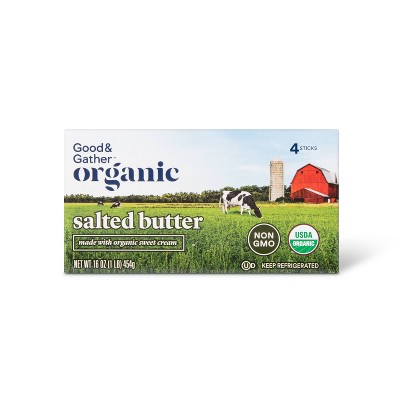 Good&
Gather™
organic
4 STICKS
salted butter
made with organic sweet cream
NON
GMO
USDA
ORGANIC
NET WT 16 OZ (1 LB) 454g
UD KEEP REFRIGERATED